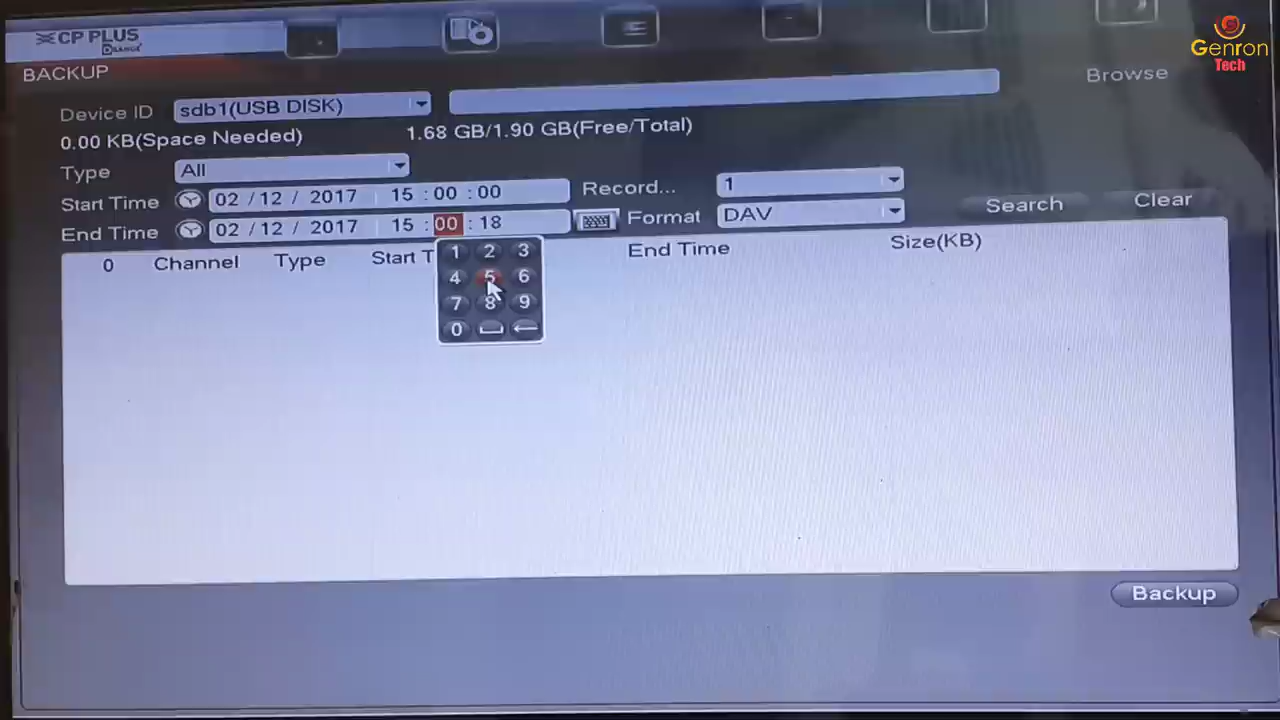 CP PLUS
ORANGE
Genron
Tech
BACKUP
Browse
Device ID sdb1(USB DISK)
0.00 KB(Space Needed) 1.68 GB/1.90 GB(Free/Total)
Type All
Start Time 02 / 12 / 2017 15 : 00 : 00 Record... 1
End Time 02 / 12 / 2017 15 : 00 : 18 Format DAV Search Clear
0 Channel Type Start T End Time Size(KB)
1 2 3
4 5 6
7 8 9
0
Backup